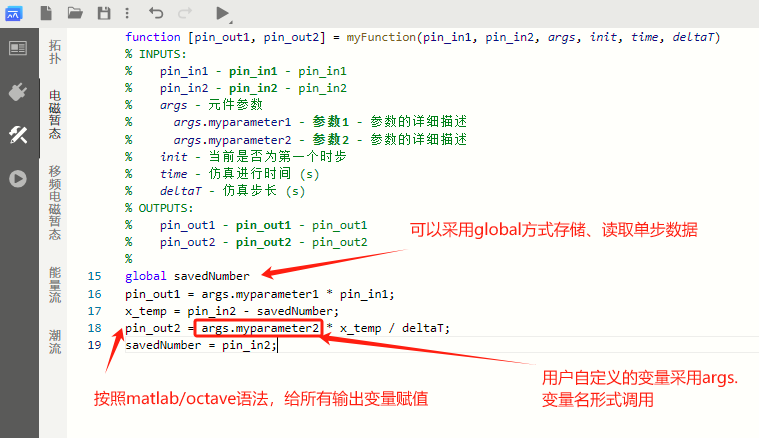 拓扑
电磁暂态
移频电磁暂态
能量流
潮流
function [pin_out1, pin_out2] = myFunction(pin_in1, pin_in2, args, init, time, deltaT)
% INPUTS:
%    pin_in1 - pin_in1 - pin_in1
%    pin_in2 - pin_in2 - pin_in2
%    args - 元件参数
%      args.myparameter1 - 参数1 - 参数的详细描述
%      args.myparameter2 - 参数2 - 参数的详细描述
%    init - 当前是否为第一个时步
%    time - 仿真进行时间 (s)
%    deltaT - 仿真步长 (s)
% OUTPUTS:
%    pin_out1 - pin_out1 - pin_out1
%    pin_out2 - pin_out2 - pin_out2
%
可以采用global方式存储、读取单步数据
15 global savedNumber
16 pin_out1 = args.myparameter1 * pin_in1;
17 x_temp = pin_in2 - savedNumber;
18 pin_out2 = args.myparameter2 * x_temp / deltaT;
19 savedNumber = pin_in2;
按照matlab/octave语法，给所有输出变量赋值
用户自定义的变量采用args.
变量名形式调用